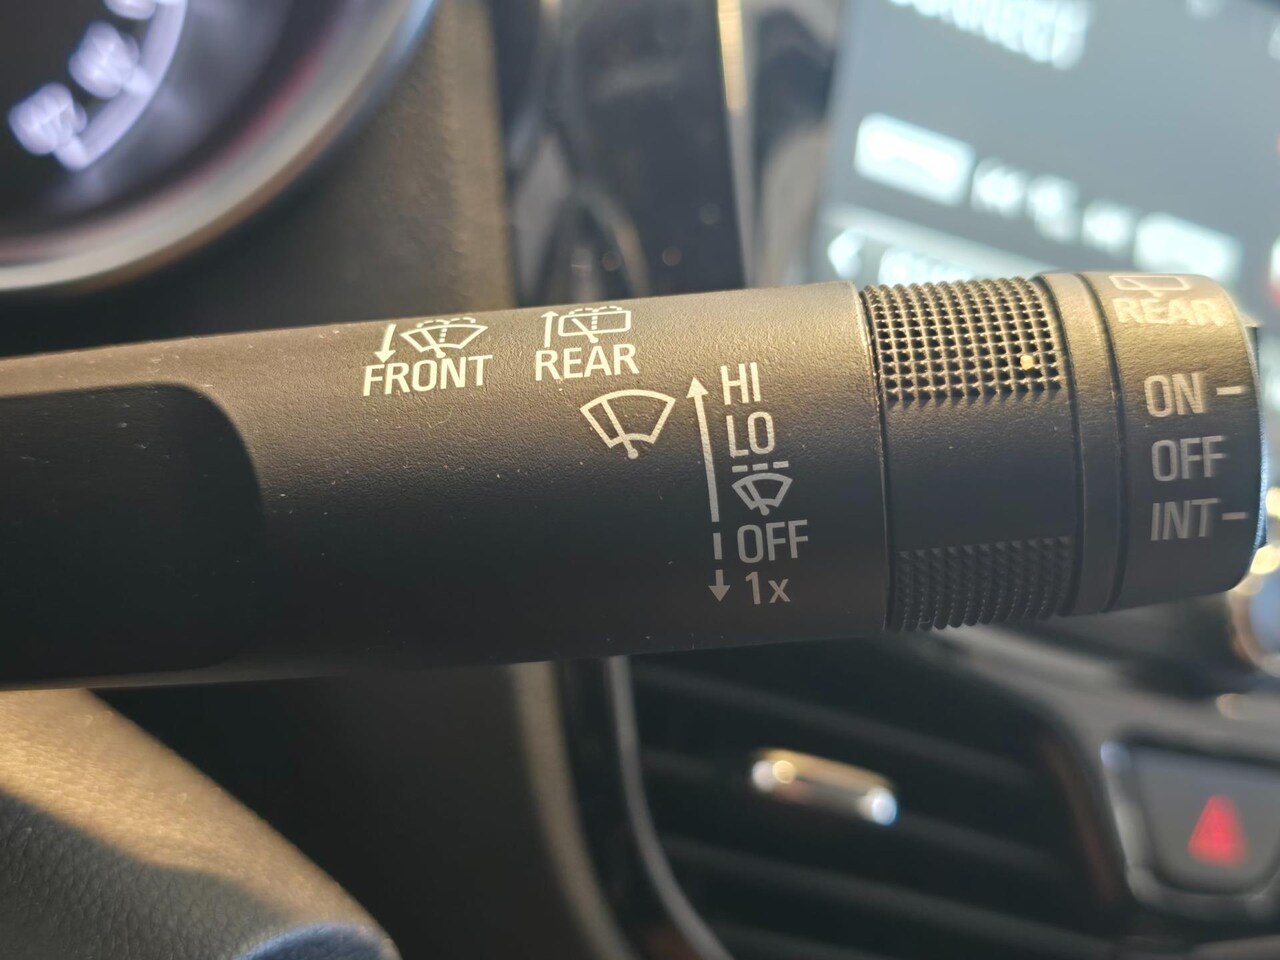 FRONT
REAR
HI
LO
OFF
1x
REAR
ON –
OFF
INT –